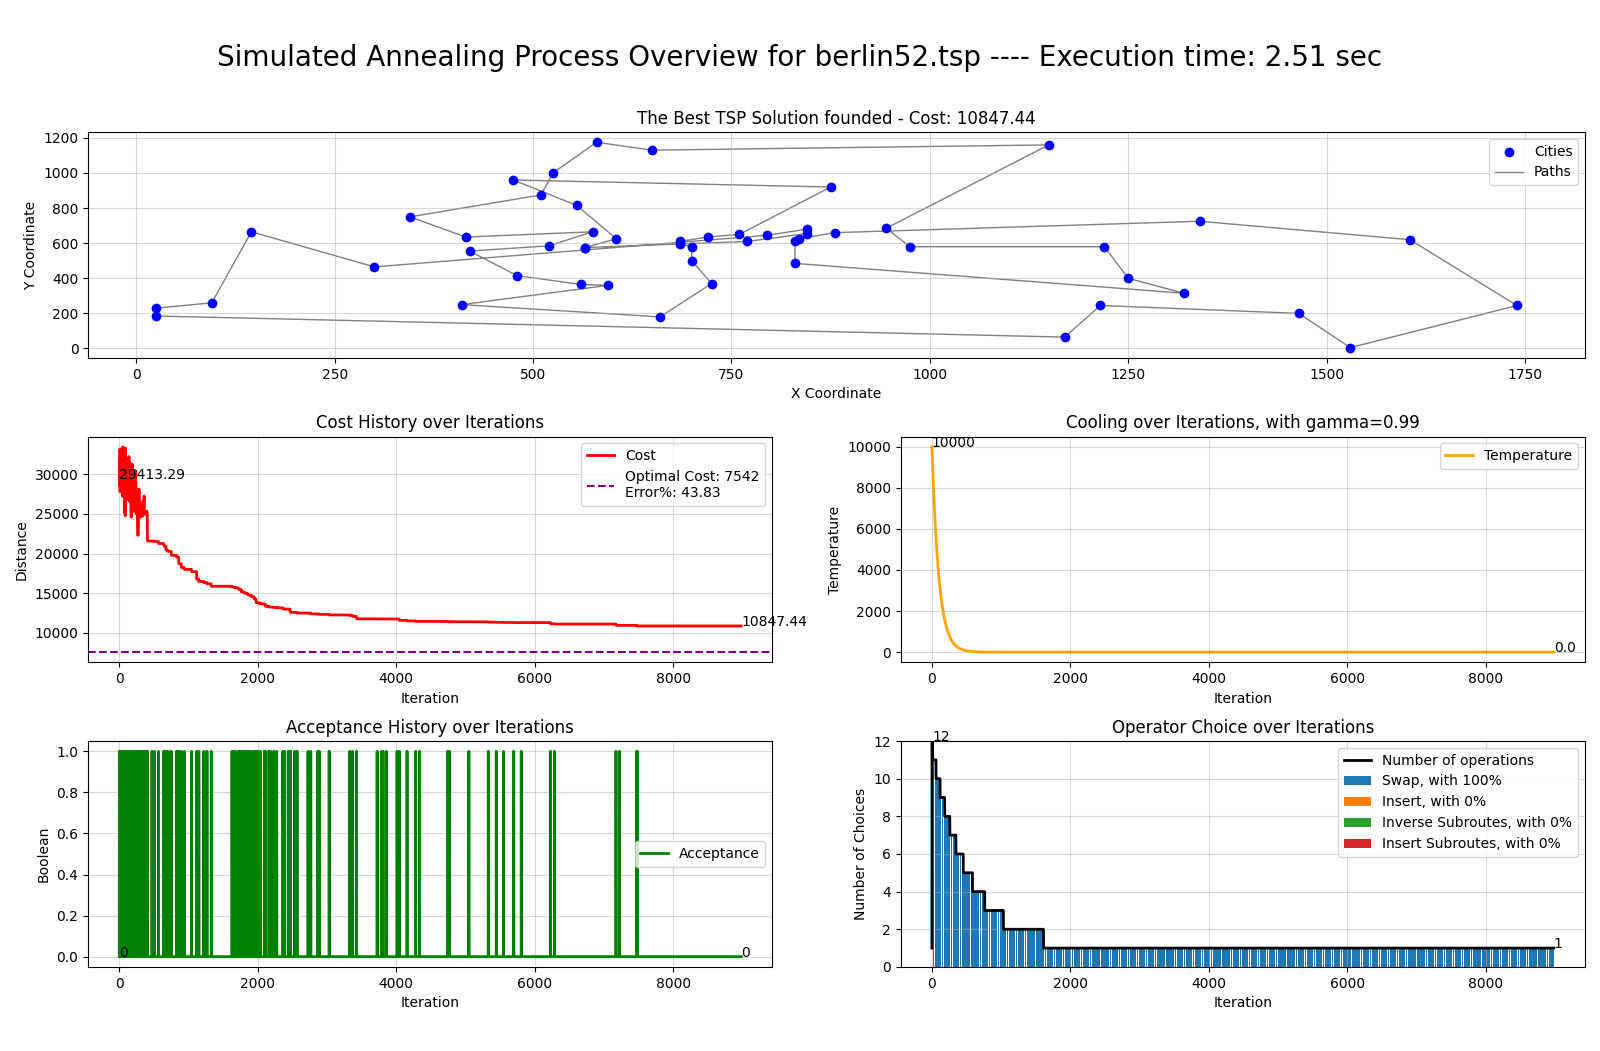 Simulated Annealing Process Overview for berlin52.tsp ---- Execution time: 2.51 sec
The Best TSP Solution founded - Cost: 10847.44
1200
1000
800
600
400
200
0
Y Coordinate
Cities
Paths
0 250 500 750 1000 1250 1500 1750
X Coordinate
Cost History over Iterations
30000
25000
20000
15000
10000
Distance
29413.29
10847.44
Cost
Optimal Cost: 7542
Error%: 43.83
0 2000 4000 6000 8000
Iteration
Cooling over Iterations, with gamma=0.99
10000
8000
6000
4000
2000
0
Temperature
10000
0.0
Temperature
0 2000 4000 6000 8000
Iteration
Acceptance History over Iterations
1.0
0.8
0.6
0.4
0.2
0.0
Boolean
0
0
Acceptance
0 2000 4000 6000 8000
Iteration
Operator Choice over Iterations
12
10
8
6
4
2
0
Number of Choices
12
1
Number of operations
Swap, with 100%
Insert, with 0%
Inverse Subroutes, with 0%
Insert Subroutes, with 0%
0 2000 4000 6000 8000
Iteration